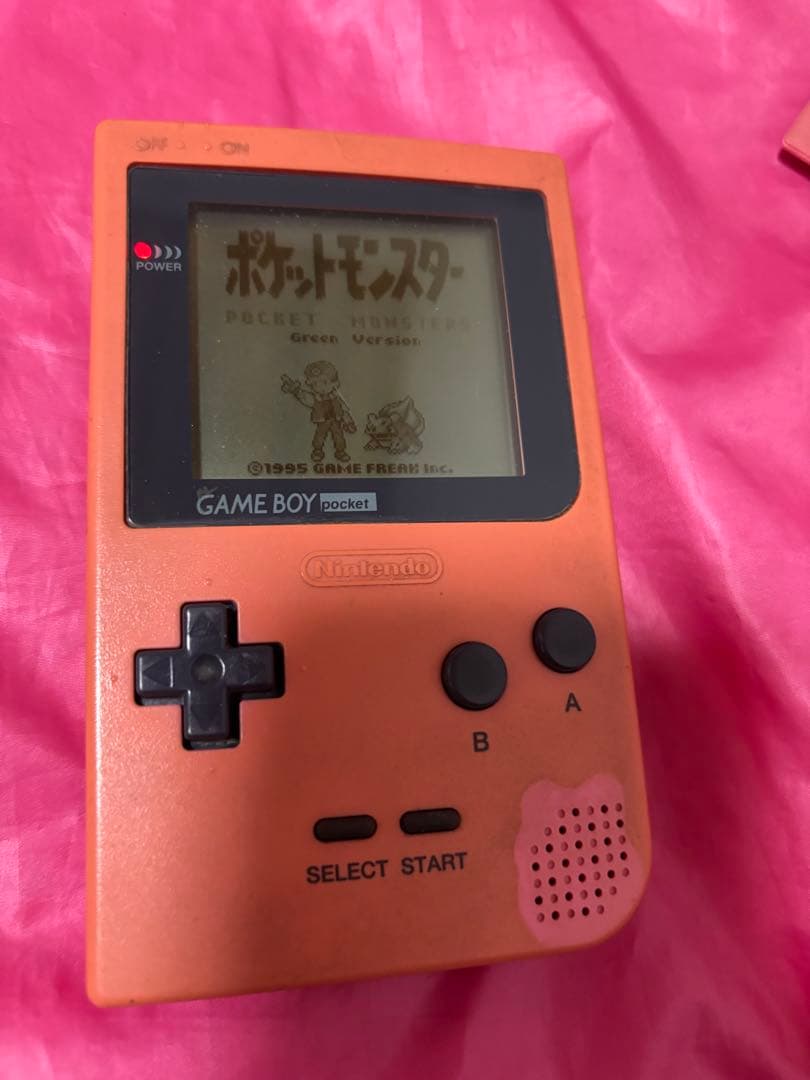 OFF ON
POWER
ポケットモンスター
POCKET MONSTERS
Green Version
©1995 GAME FREAK inc.
GAME BOY pocket
Nintendo
A
B
SELECT START